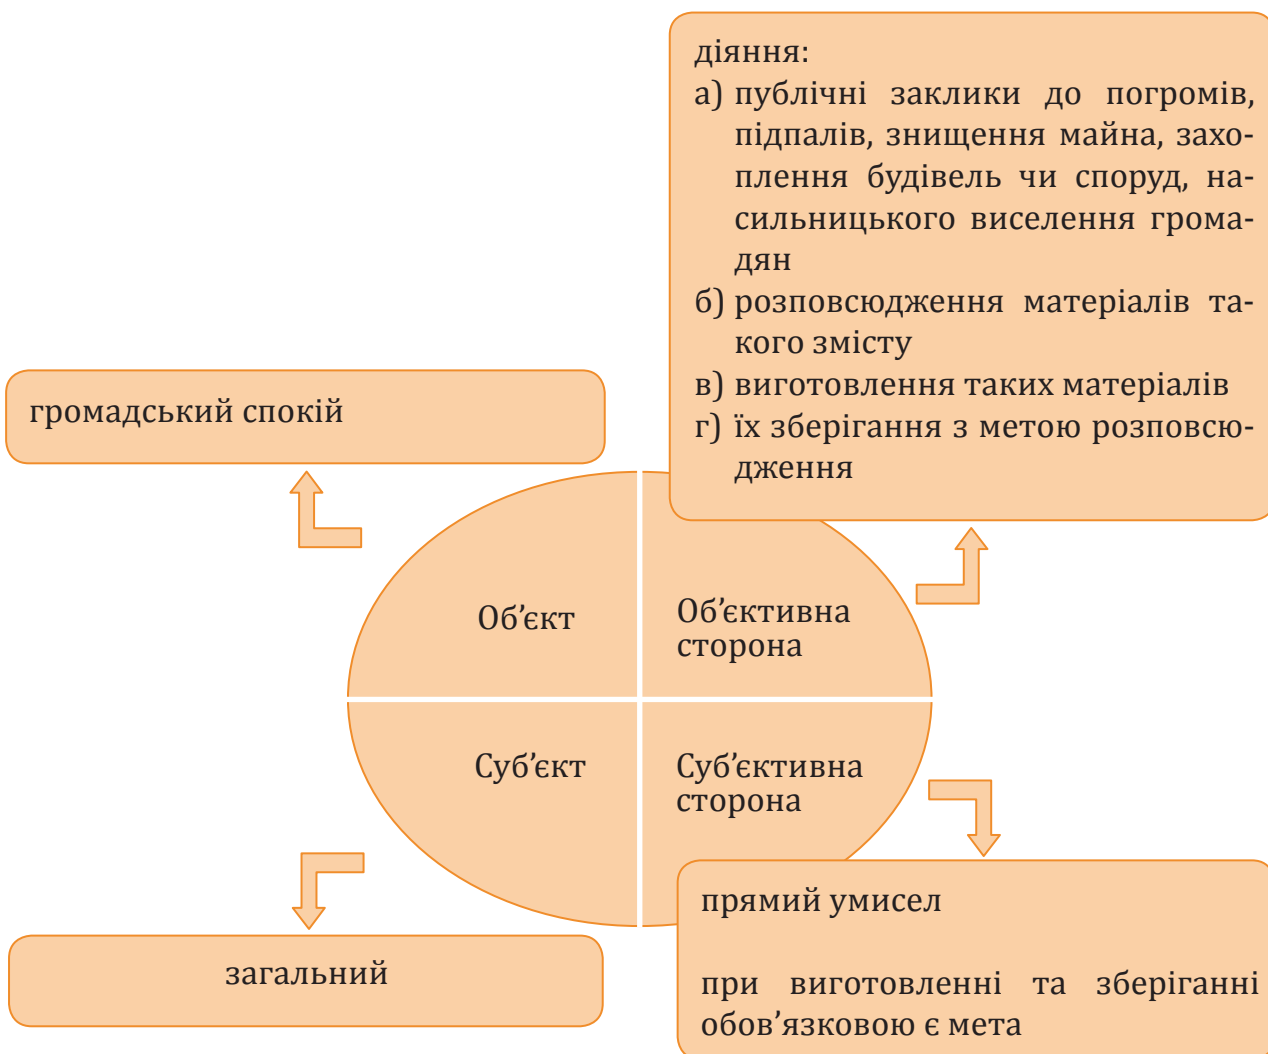 діяння:
а) публічні заклики до погромів,
підпалів, знищення майна, захо-
плення будівель чи споруд, на-
сильницького виселення грома-
дян
б) розповсюдження матеріалів та-
кого змісту
в) виготовлення таких матеріалів
г) їх зберігання з метою розповсю-
дження
громадський спокій
Об’єкт
Об’єктивна
сторона
Суб’єкт
Суб’єктивна
сторона
загальний
прямий умисел
при виготовленні та зберіганні
обов’язковою є мета